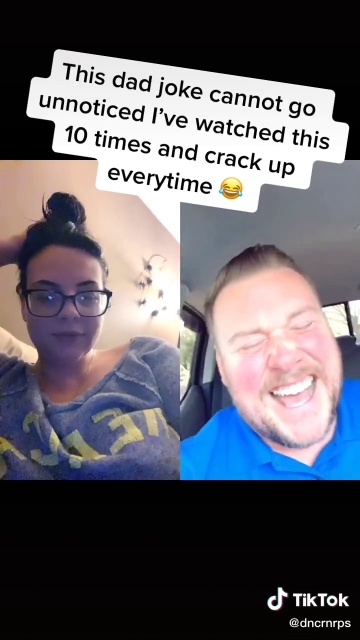 This dad joke cannot go
unnoticed I've watched this
10 times and crack up
everytime 😂
TikTok
@dncrnrps